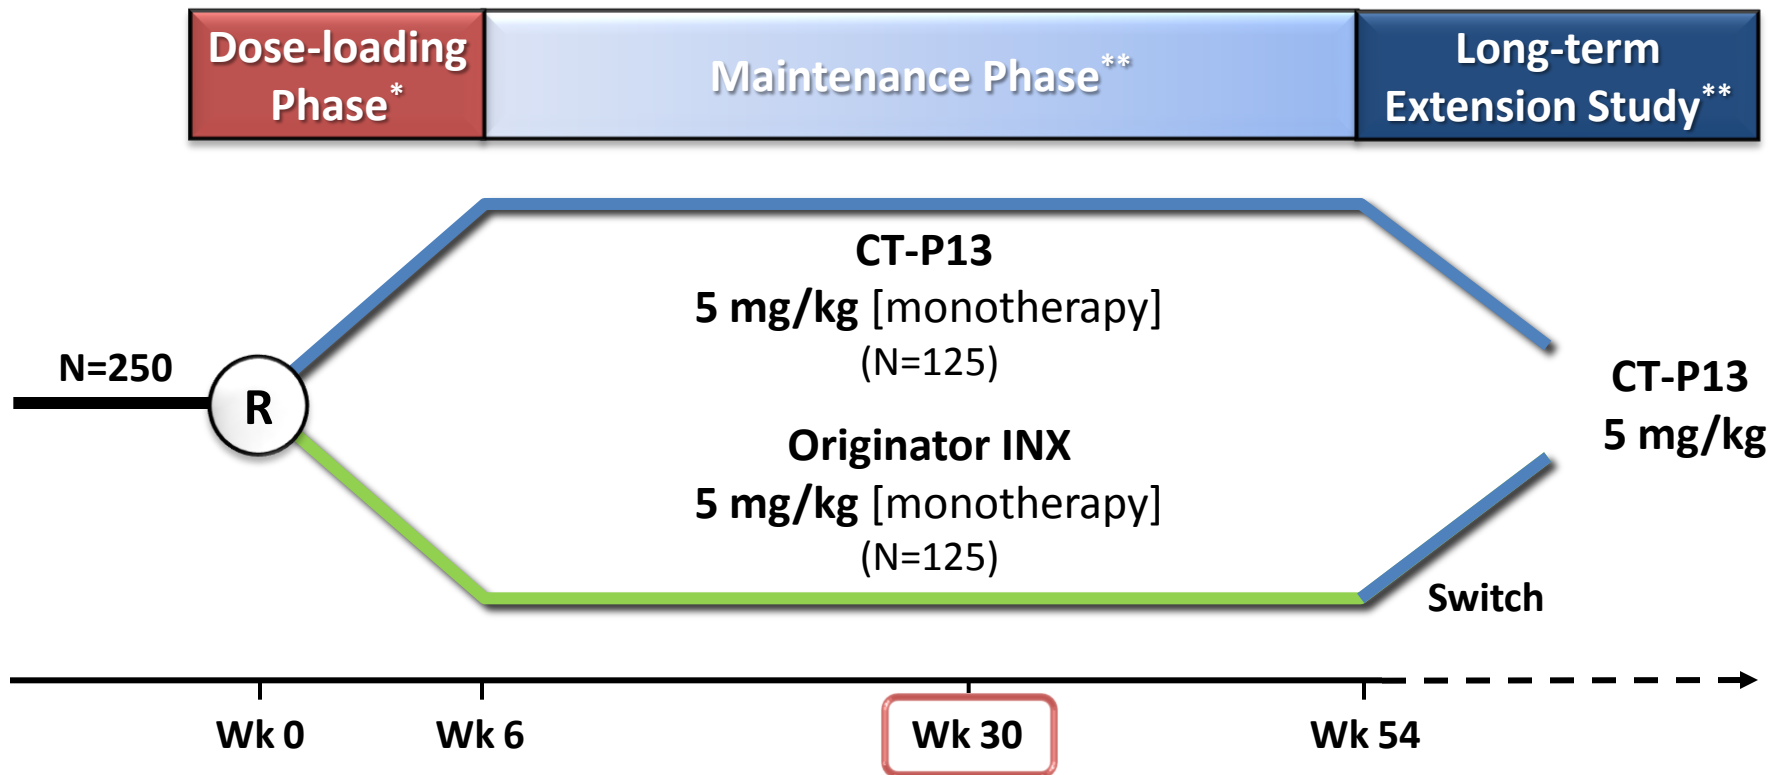 Dose-loading
Phase*
Maintenance Phase**
Long-term
Extension Study**
N=250
R
CT-P13
5 mg/kg [monotherapy]
(N=125)
Originator INX
5 mg/kg [monotherapy]
(N=125)
CT-P13
5 mg/kg
Switch
Wk 0
Wk 6
Wk 30
Wk 54